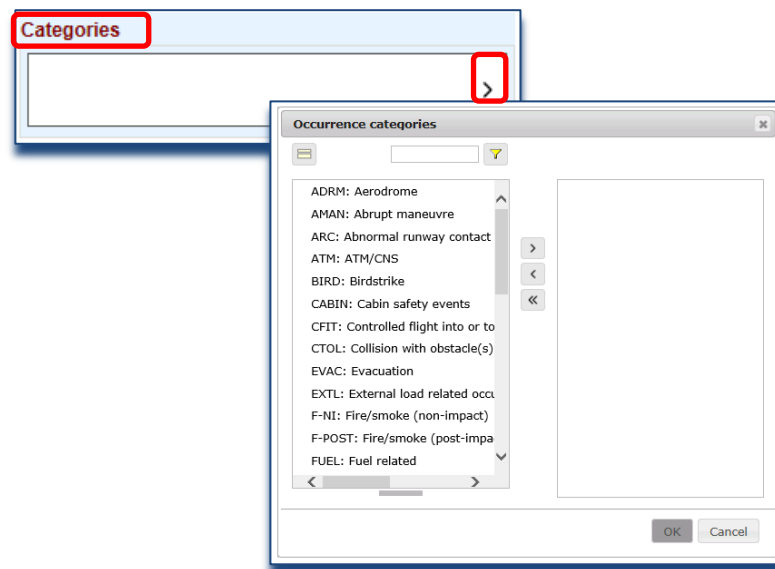 Categories
Occurrence categories
ADRM: Aerodrome
AMAN: Abrupt maneuvre
ARC: Abnormal runway contact
ATM: ATM/CNS
BIRD: Birdstrike
CABIN: Cabin safety events
CFIT: Controlled flight into or to
CTOL: Collision with obstacle(s)
EVAC: Evacuation
EXTL: External load related occu
F-NI: Fire/smoke (non-impact)
F-POST: Fire/smoke (post-impa
FUEL: Fuel related
OK Cancel